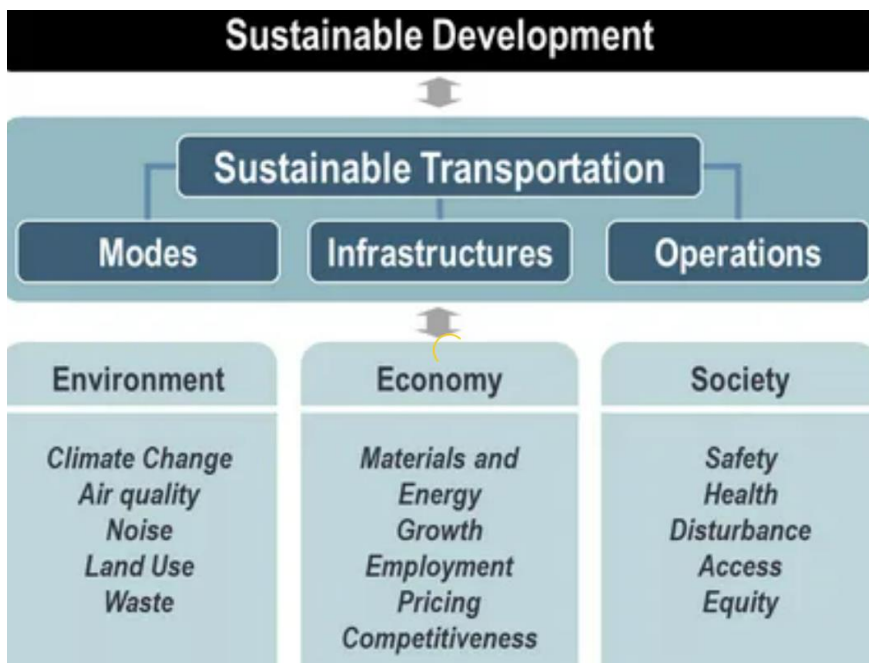 Sustainable Development
Sustainable Transportation
Modes
Infrastructures
Operations
Environment
Climate Change
Air quality
Noise
Land Use
Waste
Economy
Materials and
Energy
Growth
Employment
Pricing
Competitiveness
Society
Safety
Health
Disturbance
Access
Equity